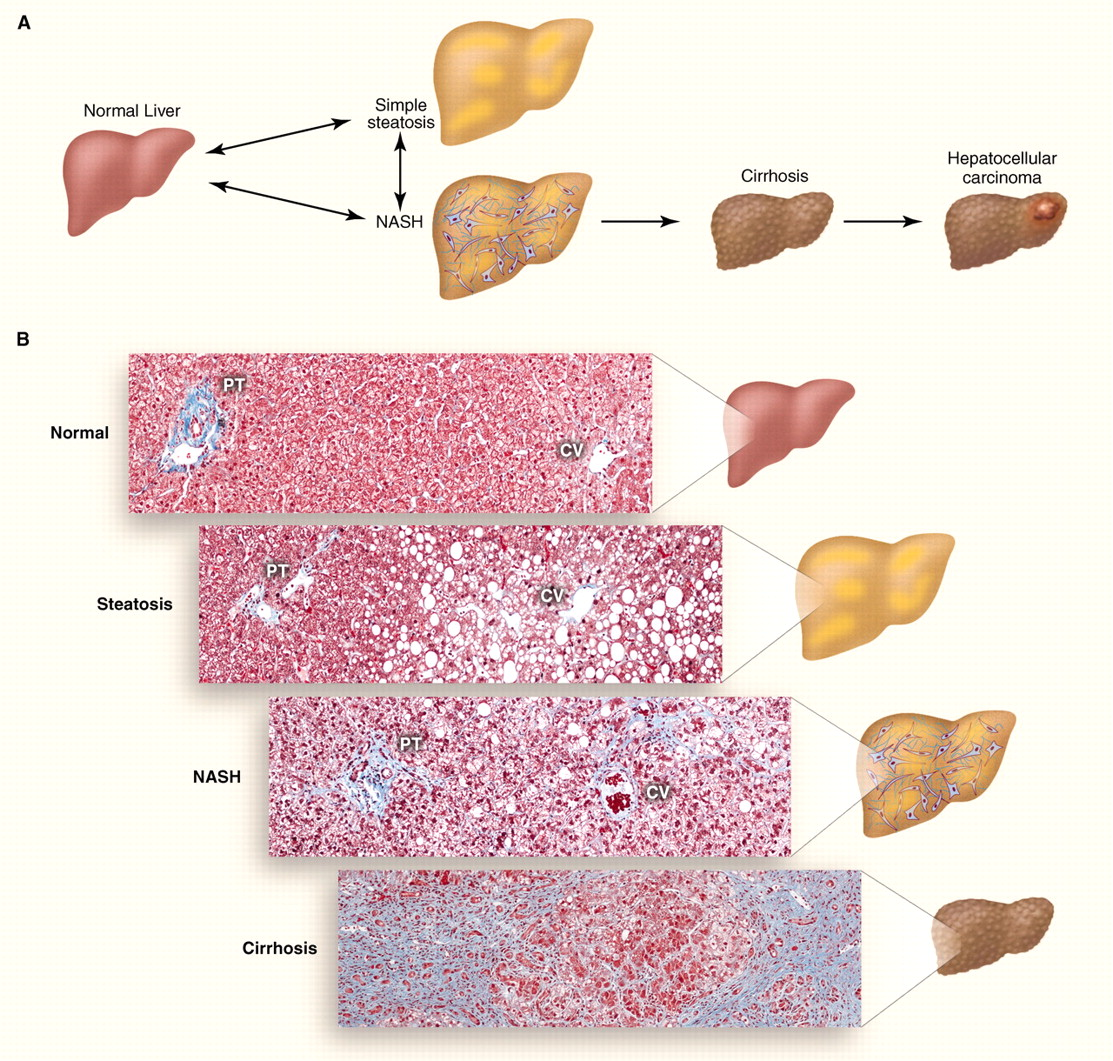 A
Normal Liver
Simple
steatosis
NASH
Cirrhosis
Hepatocellular
carcinoma
B
Normal
PT
CV
Steatosis
PT
CV
NASH
PT
CV
Cirrhosis